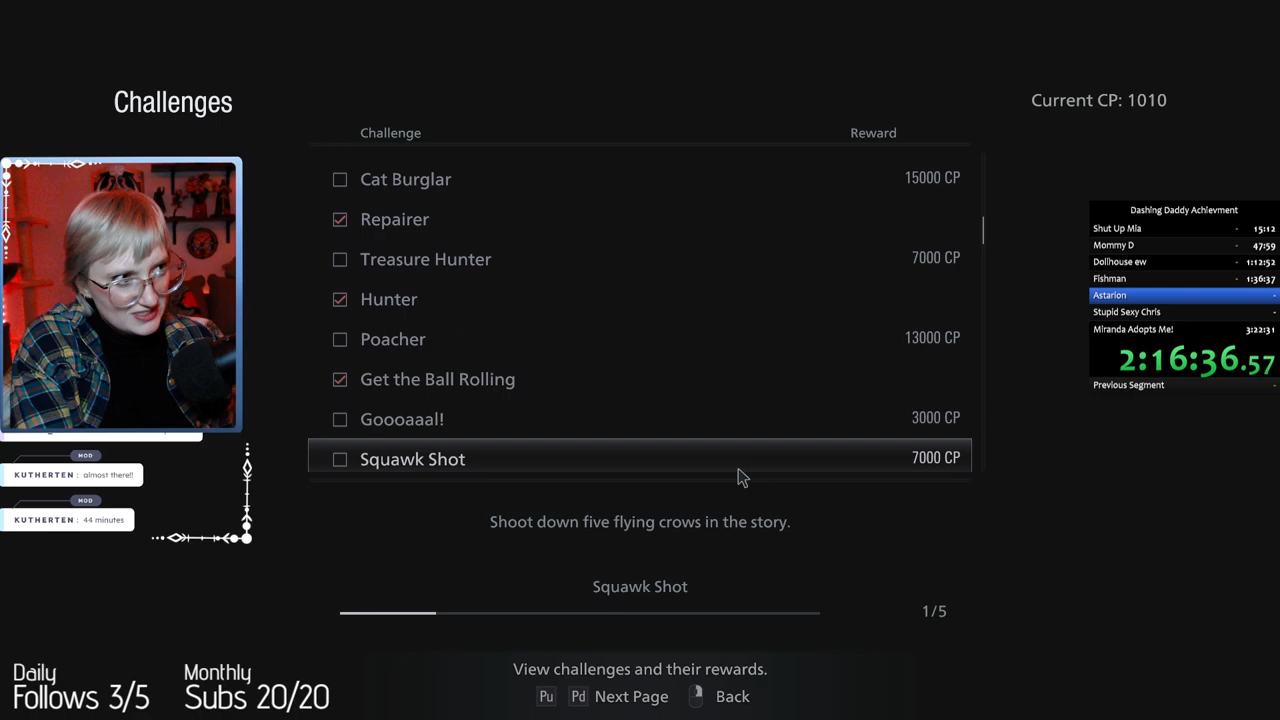 Challenges
Current CP: 1010
Challenge Reward
Cat Burglar 15000 CP
Repairer
Treasure Hunter 7000 CP
Hunter
Poacher 13000 CP
Get the Ball Rolling
Goooaaal! 3000 CP
Squawk Shot 7000 CP
Shoot down five flying crows in the story.
Squawk Shot
1/5
View challenges and their rewards.
Pu Pd Next Page Back
Dashing Daddy Achievment
Shut Up Mia - 15:12
Mommy D - 47:59
Dollhouse ew - 1:12:52
Fishman - 1:36:37
Astarion -
Stupid Sexy Chris -
Miranda Adopts Me! 3:22:31
2:16:36.57
Previous Segment -
MOD
KUTHERTEN : almost there!!
MOD
KUTHERTEN : 44 minutes
Daily
Follows 3/5
Monthly
Subs 20/20